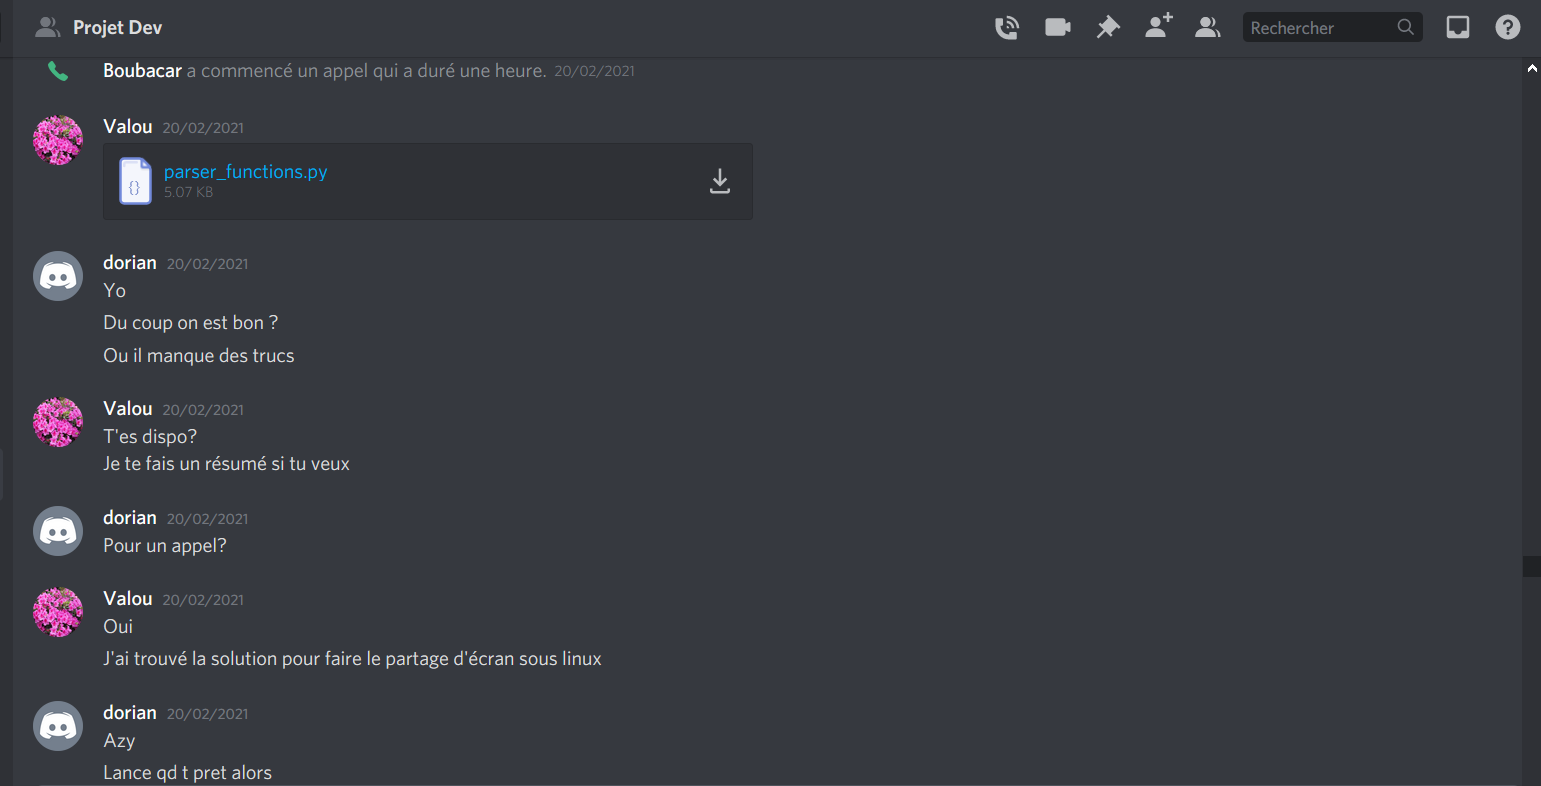 Projet Dev
Rechercher
Boubacar a commencé un appel qui a duré une heure. 20/02/2021
Valou 20/02/2021
{}
parser_functions.py
5.07 KB
dorian 20/02/2021
Yo
Du coup on est bon ?
Ou il manque des trucs
Valou 20/02/2021
T'es dispo?
Je te fais un résumé si tu veux
dorian 20/02/2021
Pour un appel?
Valou 20/02/2021
Oui
J'ai trouvé la solution pour faire le partage d'écran sous linux
dorian 20/02/2021
Azy
Lance qd t pret alors